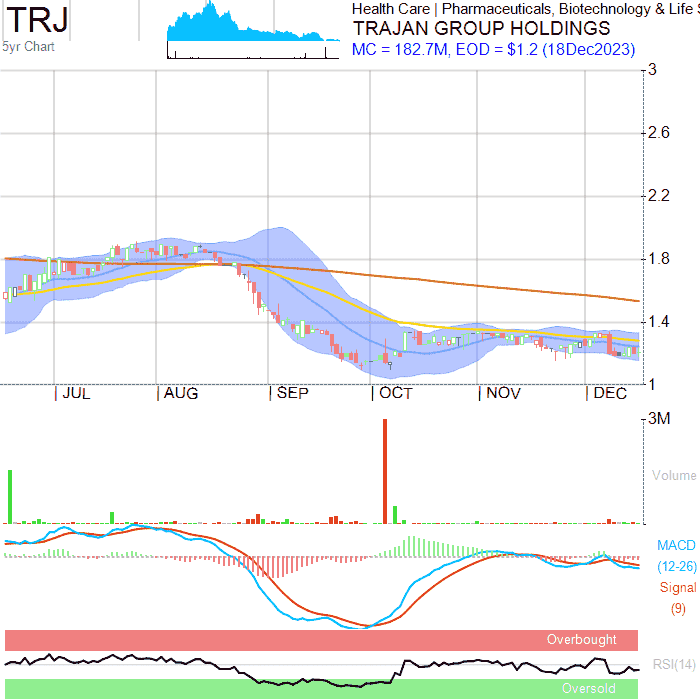 TRJ
5yr Chart
Health Care | Pharmaceuticals, Biotechnology & Life
TRAJAN GROUP HOLDINGS
MC = 182.7M, EOD = $1.2 (18Dec2023)
3
2.6
2.2
1.8
1.4
1
JUL AUG SEP OCT NOV DEC
3M
Volume
MACD
(12-26)
Signal
(9)
Overbought
RSI(14)
Oversold